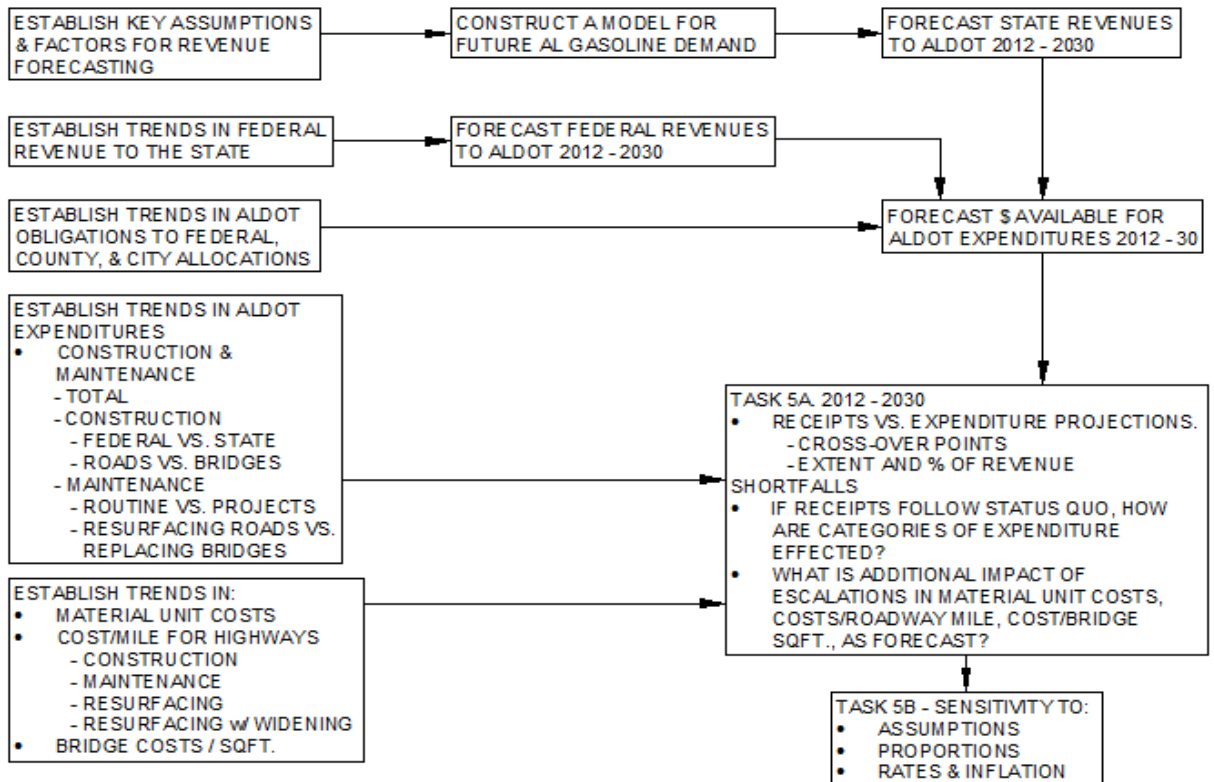 ESTABLISH KEY ASSUMPTIONS
& FACTORS FOR REVENUE
FORECASTING
CONSTRUCT A MODEL FOR
FUTURE AL GASOLINE DEMAND
FORECAST STATE REVENUES
TO ALDOT 2012 - 2030
ESTABLISH TRENDS IN FEDERAL
REVENUE TO THE STATE
FORECAST FEDERAL REVENUES
TO ALDOT 2012 - 2030
ESTABLISH TRENDS IN ALDOT
OBLIGATIONS TO FEDERAL,
COUNTY, & CITY ALLOCATIONS
FORECAST $ AVAILABLE FOR
ALDOT EXPENDITURES 2012 - 30
ESTABLISH TRENDS IN ALDOT
EXPENDITURES
• CONSTRUCTION &
MAINTENANCE
- TOTAL
- CONSTRUCTION
- FEDERAL VS. STATE
- ROADS VS. BRIDGES
- MAINTENANCE
- ROUTINE VS. PROJECTS
- RESURFACING ROADS VS.
REPLACING BRIDGES
TASK 5A. 2012 - 2030
• RECEIPTS VS. EXPENDITURE PROJECTIONS.
- CROSS-OVER POINTS
- EXTENT AND % OF REVENUE
SHORTFALLS
• IF RECEIPTS FOLLOW STATUS QUO, HOW
ARE CATEGORIES OF EXPENDITURE
EFFECTED?
• WHAT IS ADDITIONAL IMPACT OF
ESCALATIONS IN MATERIAL UNIT COSTS,
COSTS/ROADWAY MILE, COST/BRIDGE
SQFT., AS FORECAST?
ESTABLISH TRENDS IN:
• MATERIAL UNIT COSTS
• COST/MILE FOR HIGHWAYS
- CONSTRUCTION
- MAINTENANCE
- RESURFACING
- RESURFACING w/ WIDENING
• BRIDGE COSTS / SQFT.
TASK 5B - SENSITIVITY TO:
• ASSUMPTIONS
• PROPORTIONS
• RATES & INFLATION